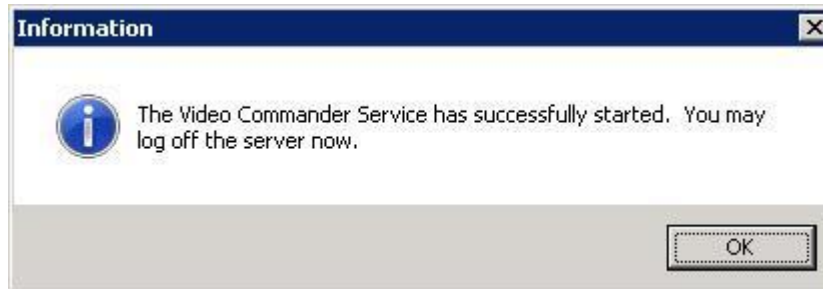 Information
The Video Commander Service has successfully started.  You may
log off the server now.
OK